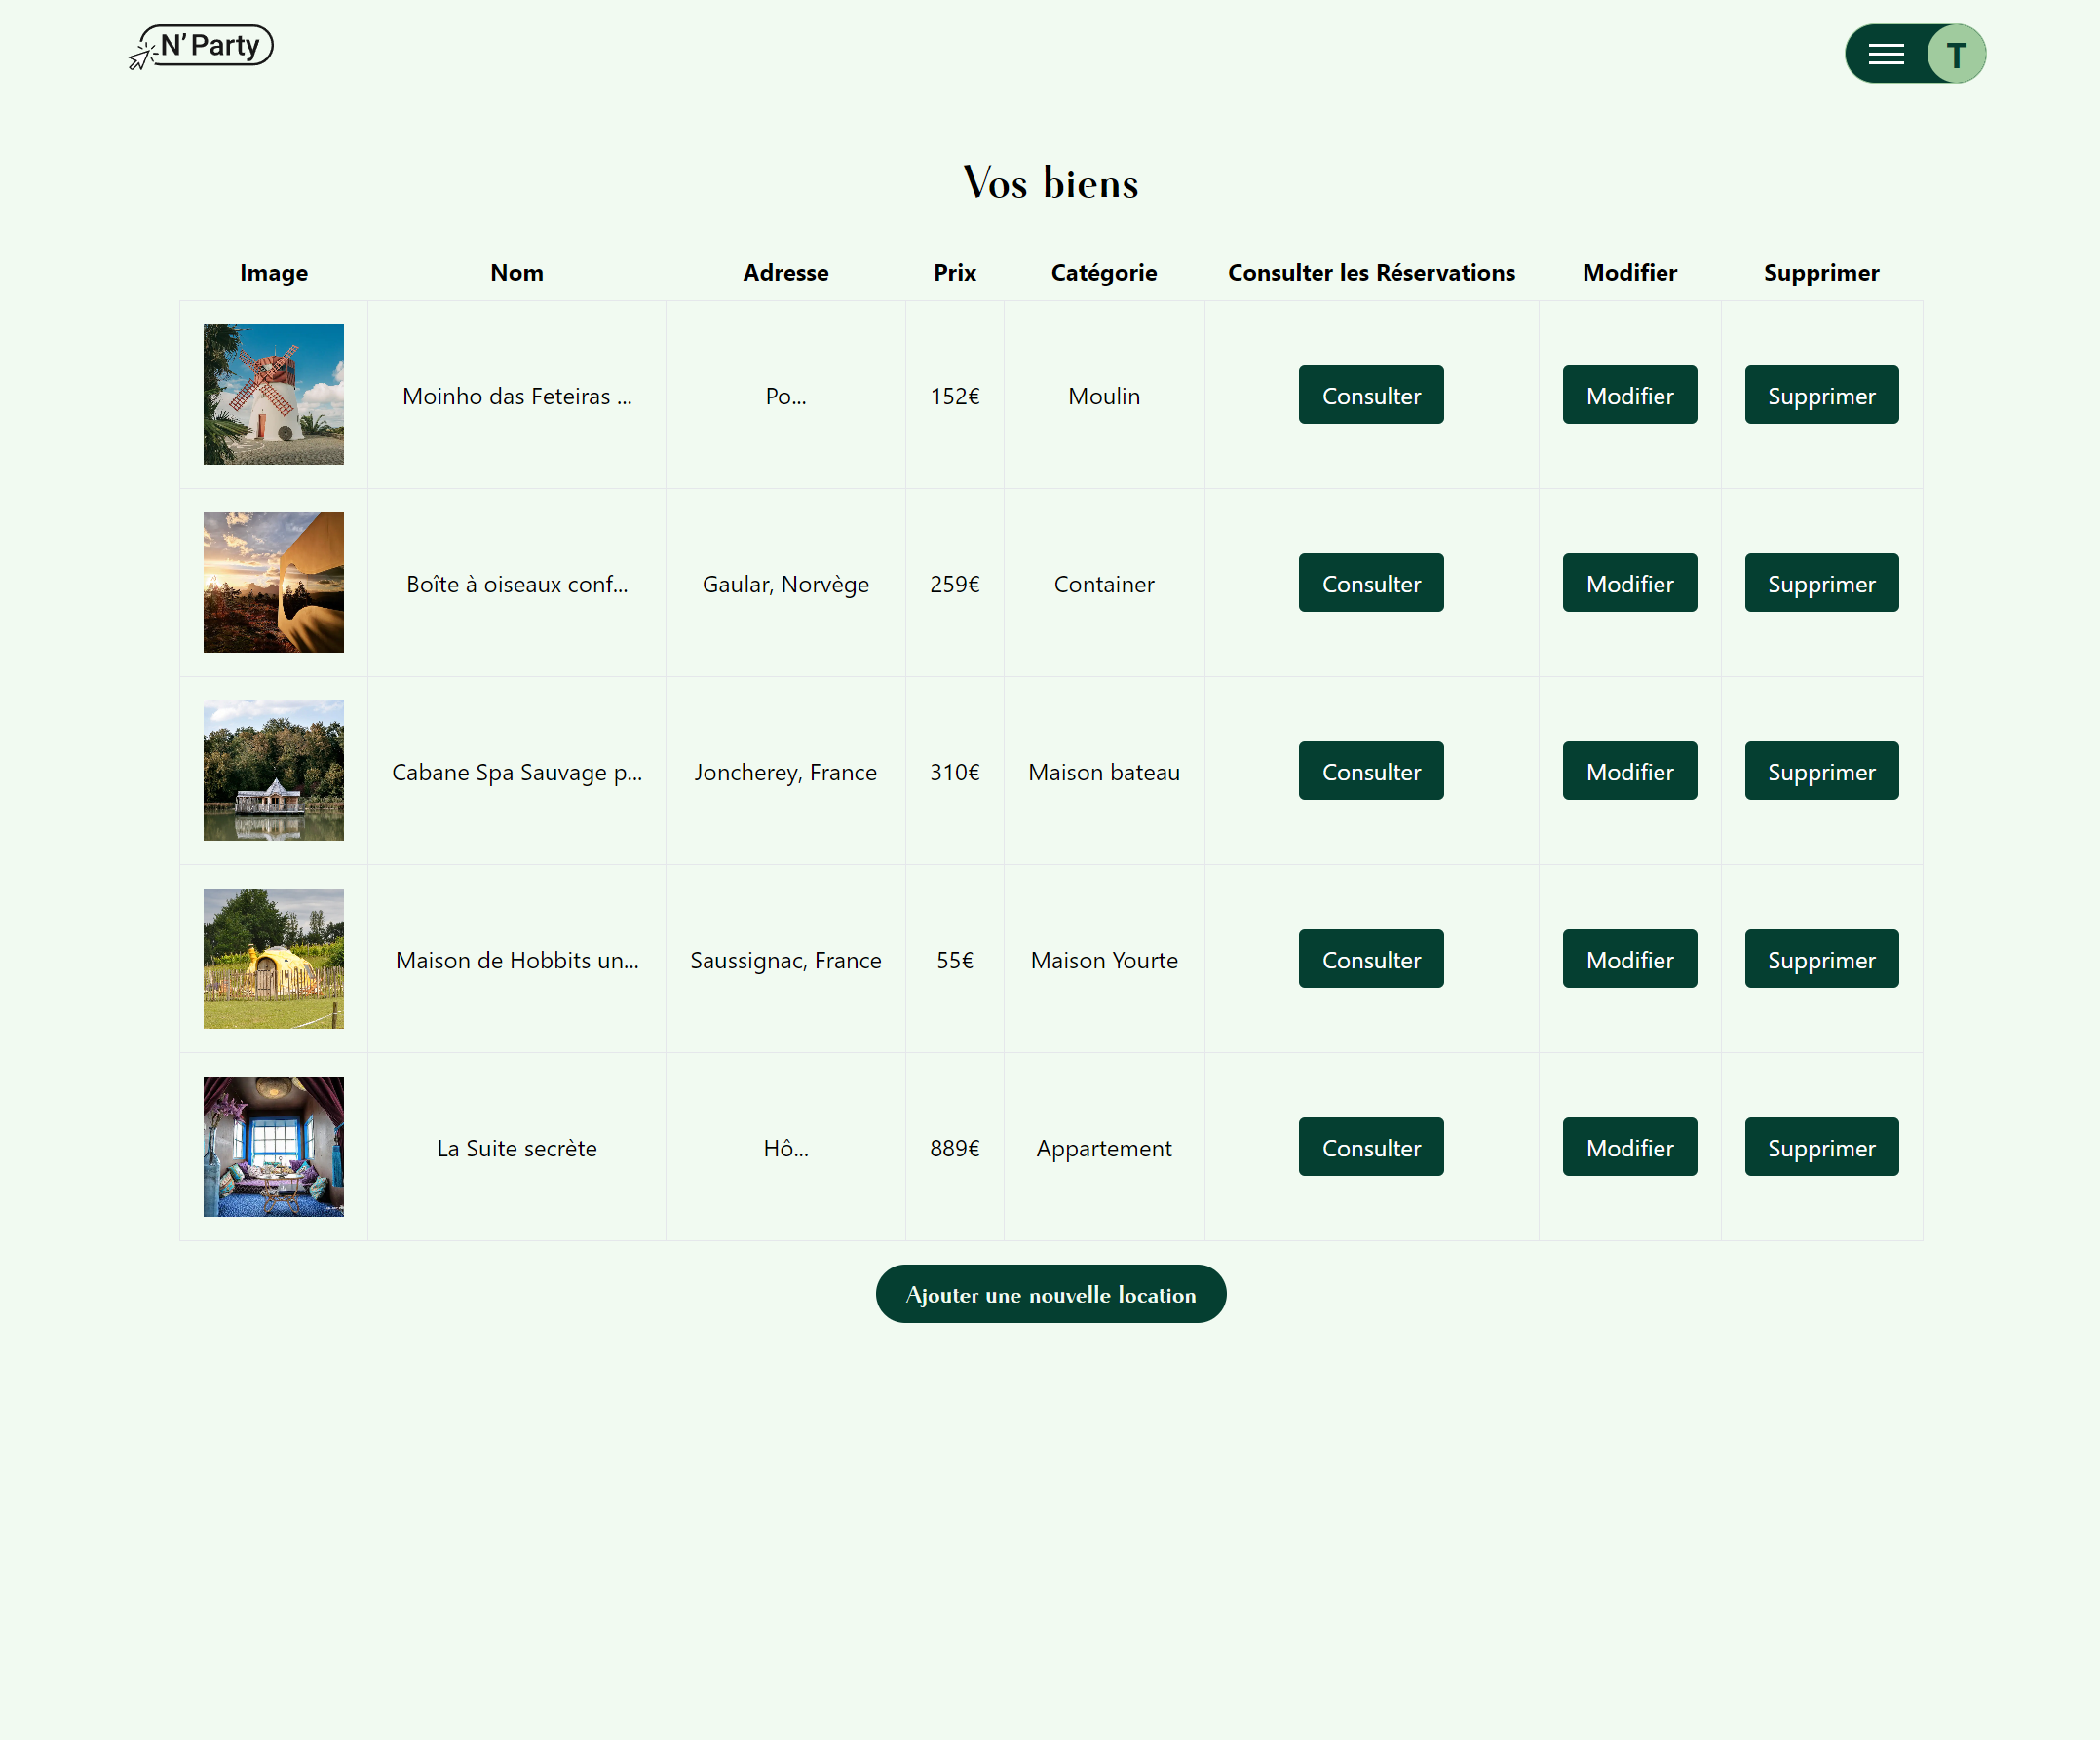 N' Party
T
Vos biens
Image Nom Adresse Prix Catégorie Consulter les Réservations Modifier Supprimer
Moinho das Feteiras ... Po... 152€ Moulin Consulter Modifier Supprimer
Boîte à oiseaux conf... Gaular, Norvège 259€ Container Consulter Modifier Supprimer
Cabane Spa Sauvage p... Joncherey, France 310€ Maison bateau Consulter Modifier Supprimer
Maison de Hobbits un... Saussignac, France 55€ Maison Yourte Consulter Modifier Supprimer
La Suite secrète Hô... 889€ Appartement Consulter Modifier Supprimer
Ajouter une nouvelle location